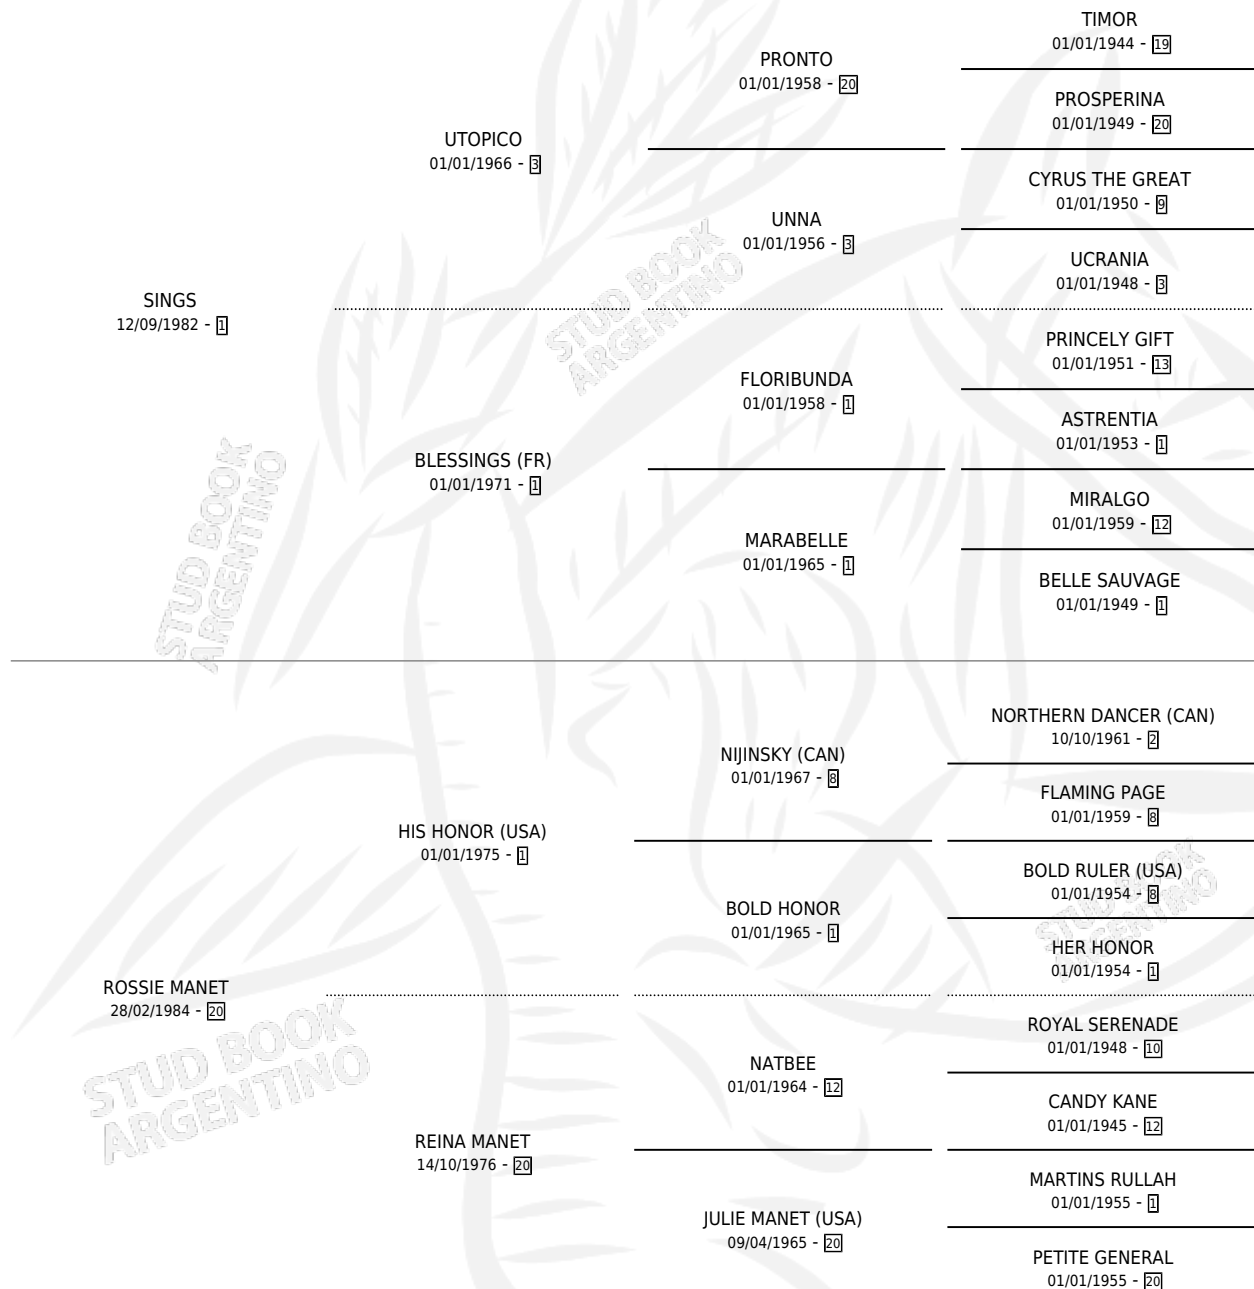 TIMOR
01/01/1944 - 19
PRONTO
01/01/1958 - 20
PROSPERINA
01/01/1949 - 20
UTOPICO
01/01/1966 - 3
CYRUS THE GREAT
01/01/1950 - 9
UNNA
01/01/1956 - 3
UCRANIA
01/01/1948 - 3
SINGS
12/09/1982 - 1
PRINCELY GIFT
01/01/1951 - 13
FLORIBUNDA
01/01/1958 - 1
ASTRENTIA
01/01/1953 - 1
BLESSINGS (FR)
01/01/1971 - 1
MIRALGO
01/01/1959 - 12
MARABELLE
01/01/1965 - 1
BELLE SAUVAGE
01/01/1949 - 1
NORTHERN DANCER (CAN)
10/10/1961 - 2
NIJINSKY (CAN)
01/01/1967 - 8
FLAMING PAGE
01/01/1959 - 8
HIS HONOR (USA)
01/01/1975 - 1
BOLD RULER (USA)
01/01/1954 - 8
BOLD HONOR
01/01/1965 - 1
HER HONOR
01/01/1954 - 1
ROSSIE MANET
28/02/1984 - 20
ROYAL SERENADE
01/01/1948 - 10
NATBEE
01/01/1964 - 12
CANDY KANE
01/01/1945 - 12
REINA MANET
14/10/1976 - 20
MARTINS RULLAH
01/01/1955 - 1
JULIE MANET (USA)
09/04/1965 - 20
PETITE GENERAL
01/01/1955 - 20
STUD BOOK
ARGENTINO
STUD BOOK
ARGENTINO
STUD BOOK
ARGENTINO
STUD BOOK
ARGENTINO